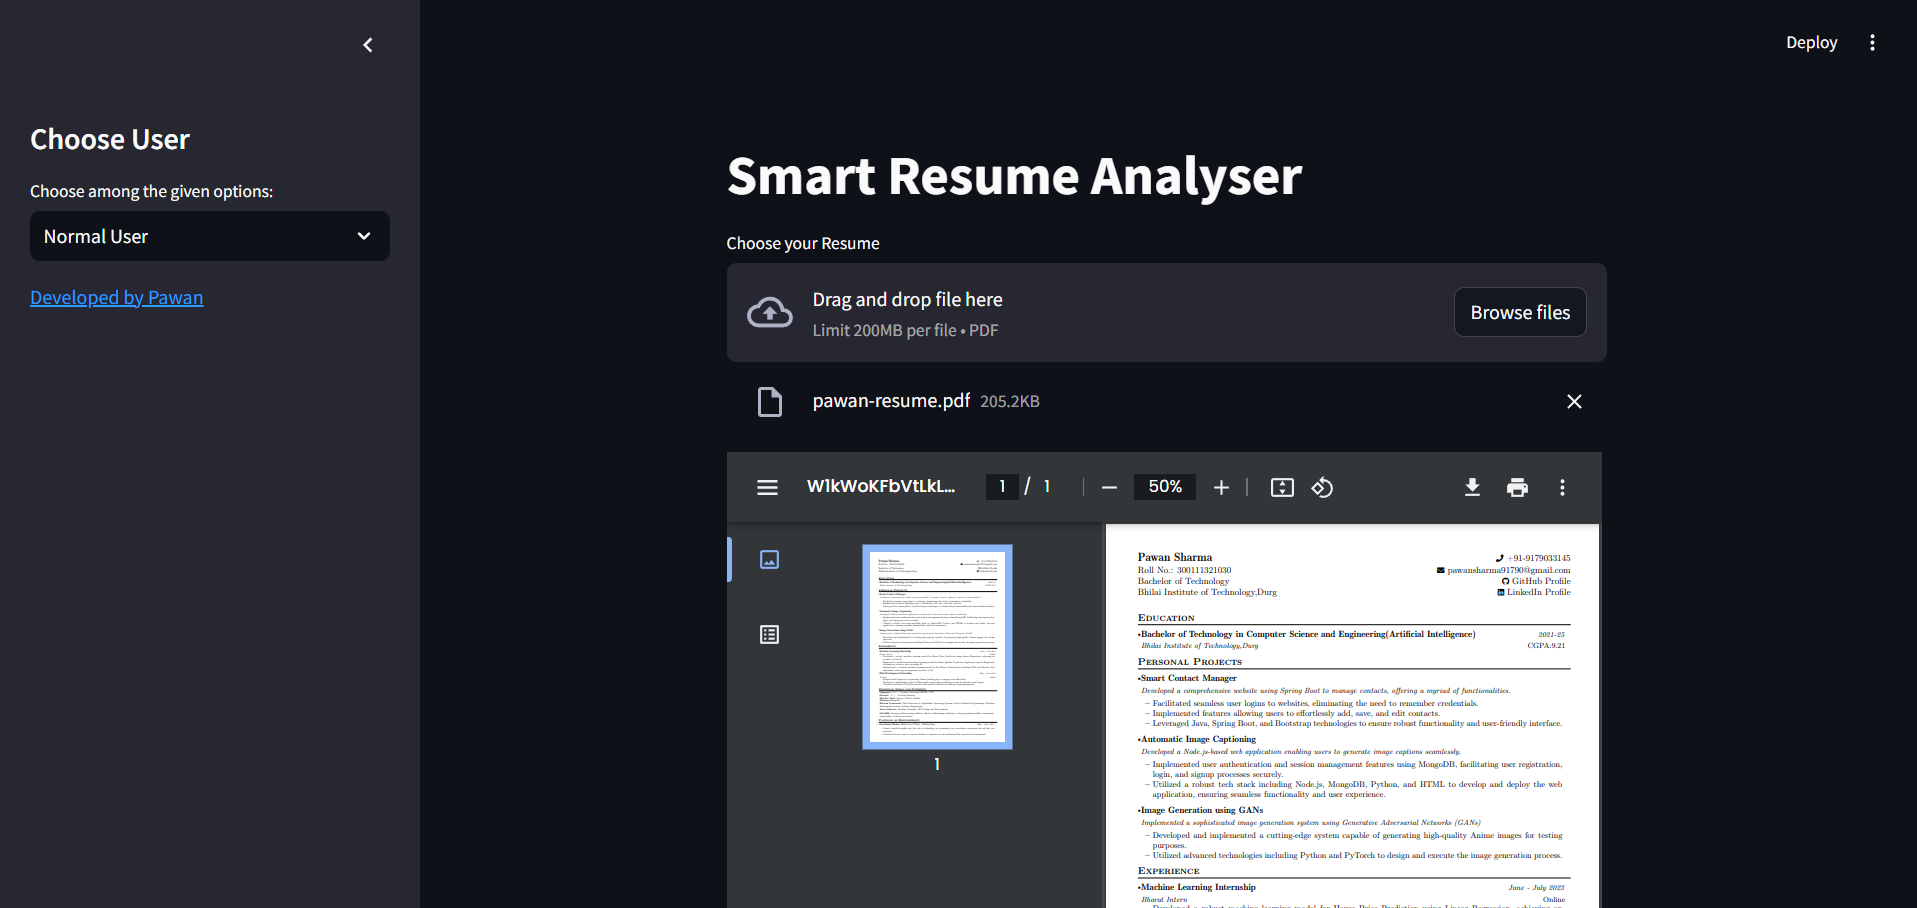 Deploy
Choose User
Choose among the given options:
Normal User
Developed by Pawan
Smart Resume Analyser
Choose your Resume
Drag and drop file here
Limit 200MB per file • PDF
Browse files
pawan-resume.pdf 205.2KB
W1kWoKFbVtLkL...
1 / 1
50%
1
Pawan Sharma
+91-9179033145
Roll No.: 300111321030
pawansharma91790@gmail.com
Bachelor of Technology
GitHub Profile
Bhilai Institute of Technology,Durg
LinkedIn Profile
Education
•Bachelor of Technology in Computer Science and Engineering(Artificial Intelligence) 2021-25
Bhilai Institute of Technology,Durg CGPA:9.21
Personal Projects
•Smart Contact Manager
Developed a comprehensive website using Spring Boot to manage contacts, offering a myriad of functionalities.
– Facilitated seamless user logins to websites, eliminating the need to remember credentials.
– Implemented features allowing users to effortlessly add, save, and edit contacts.
– Leveraged Java, Spring Boot, and Bootstrap technologies to ensure robust functionality and user-friendly interface.
•Automatic Image Captioning
Developed a Node.js-based web application enabling users to generate image captions seamlessly.
– Implemented user authentication and session management features using MongoDB, facilitating user registration,
login, and signup processes securely.
– Utilized a robust tech stack including Node.js, MongoDB, Python, and HTML to develop and deploy the web
application, ensuring seamless functionality and user experience.
•Image Generation using GANs
Implemented a sophisticated image generation system using Generative Adversarial Networks (GANs)
– Developed and implemented a cutting-edge system capable of generating high-quality Anime images for testing
purposes.
– Utilized advanced technologies including Python and PyTorch to design and execute the image generation process.
Experience
•Machine Learning Internship June - July 2023
Bharat Intern Online